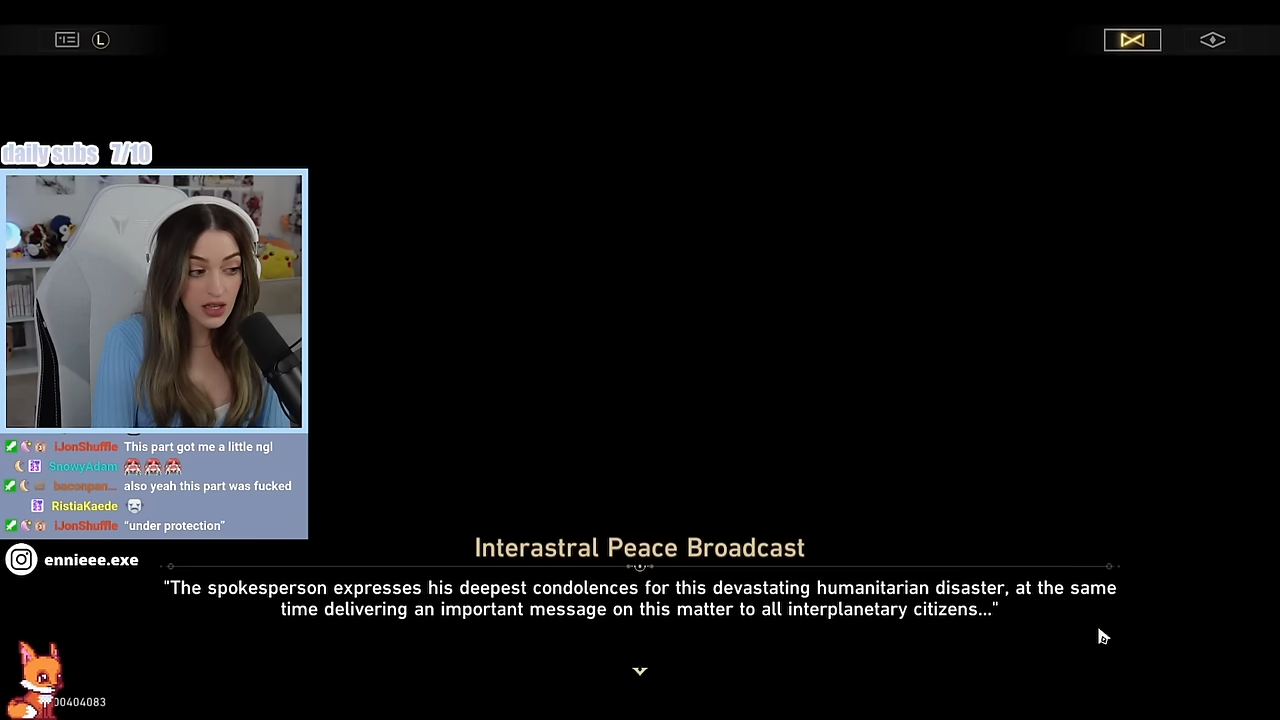 L
daily subs 7/10
iJonShuffle This part got me a little ngl
SnowyAdam
baconpan... also yeah this part was fucked
RistiaKaede
iJonShuffle "under protection"
ennieee.exe
Interastral Peace Broadcast
"The spokesperson expresses his deepest condolences for this devastating humanitarian disaster, at the same
time delivering an important message on this matter to all interplanetary citizens..."
00404083